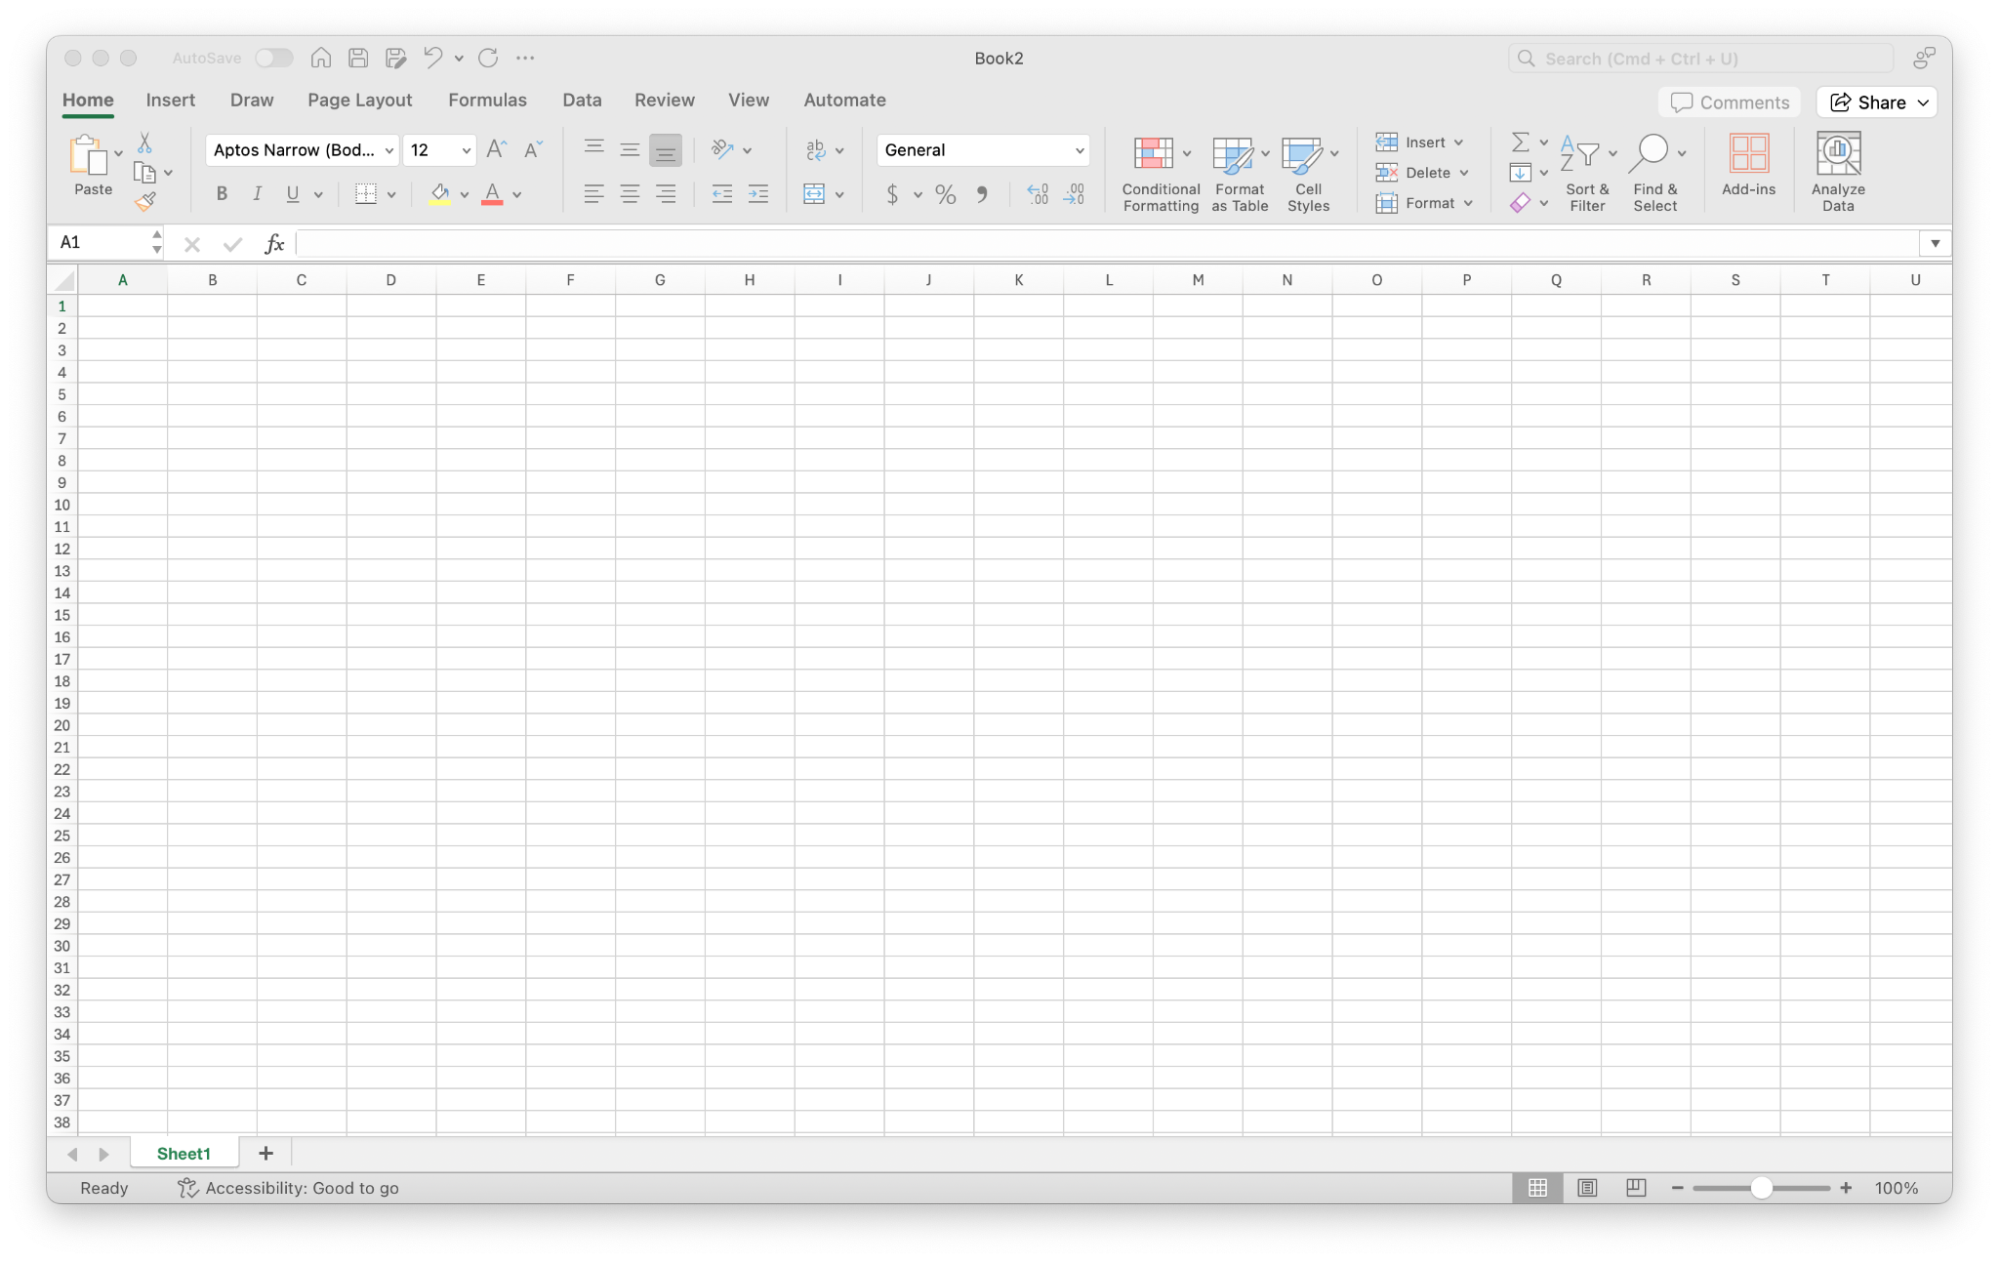 AutoSave
Book2
Search (Cmd + Ctrl + U)
Home Insert Draw Page Layout Formulas Data Review View Automate
Comments
Share
Paste
Aptos Narrow (Bod...
12
A A
B I U
A
ab
c
General
$ % 9
.00
.00
Conditional Formatting
Format as Table
Cell Styles
Insert
Delete
Format
Sort & Filter
Find & Select
Add-ins
Analyze Data
A1
fx
A B C D E F G H I J K L M N O P Q R S T U
1
2
3
4
5
6
7
8
9
10
11
12
13
14
15
16
17
18
19
20
21
22
23
24
25
26
27
28
29
30
31
32
33
34
35
36
37
38
Sheet1
Ready
Accessibility: Good to go
100%